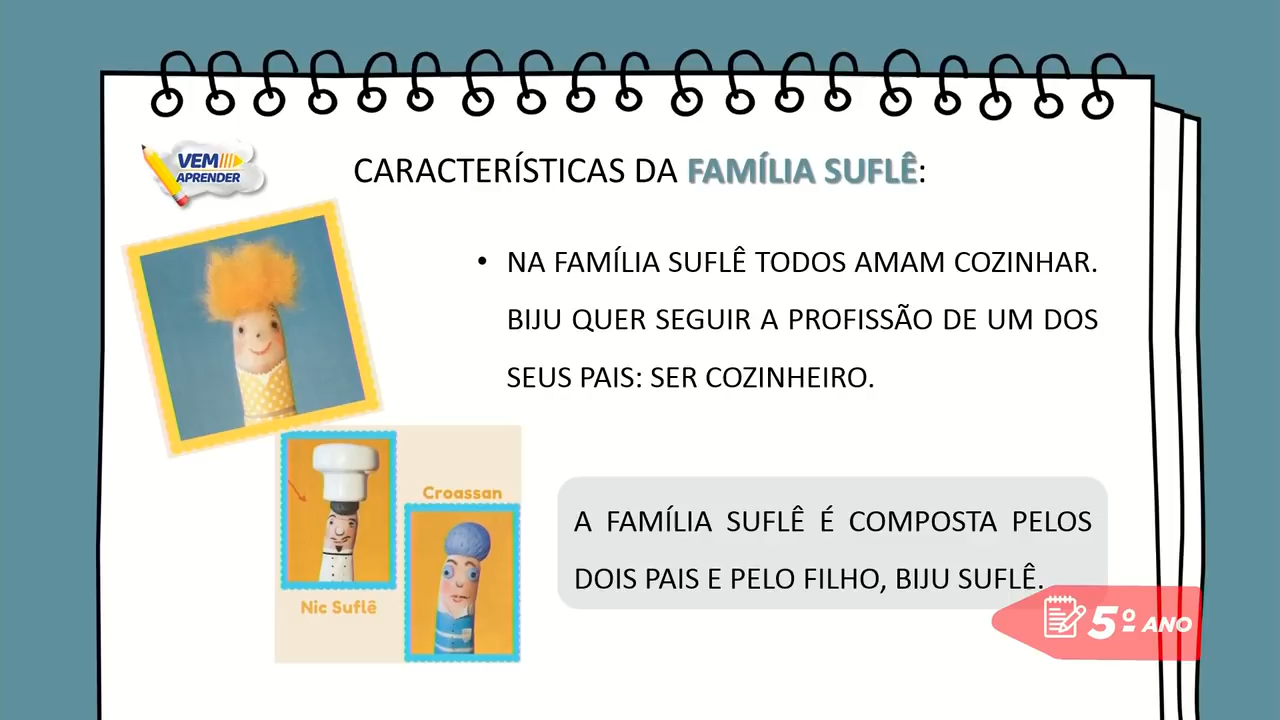 VEM
APRENDER
CARACTERÍSTICAS DA FAMÍLIA SUFLÊ:
• NA FAMÍLIA SUFLÊ TODOS AMAM COZINHAR.
BIJU QUER SEGUIR A PROFISSÃO DE UM DOS
SEUS PAIS: SER COZINHEIRO.
Croassan
Nic Suflê
A FAMÍLIA SUFLÊ É COMPOSTA PELOS
DOIS PAIS E PELO FILHO, BIJU SUFLÊ.
5º ANO